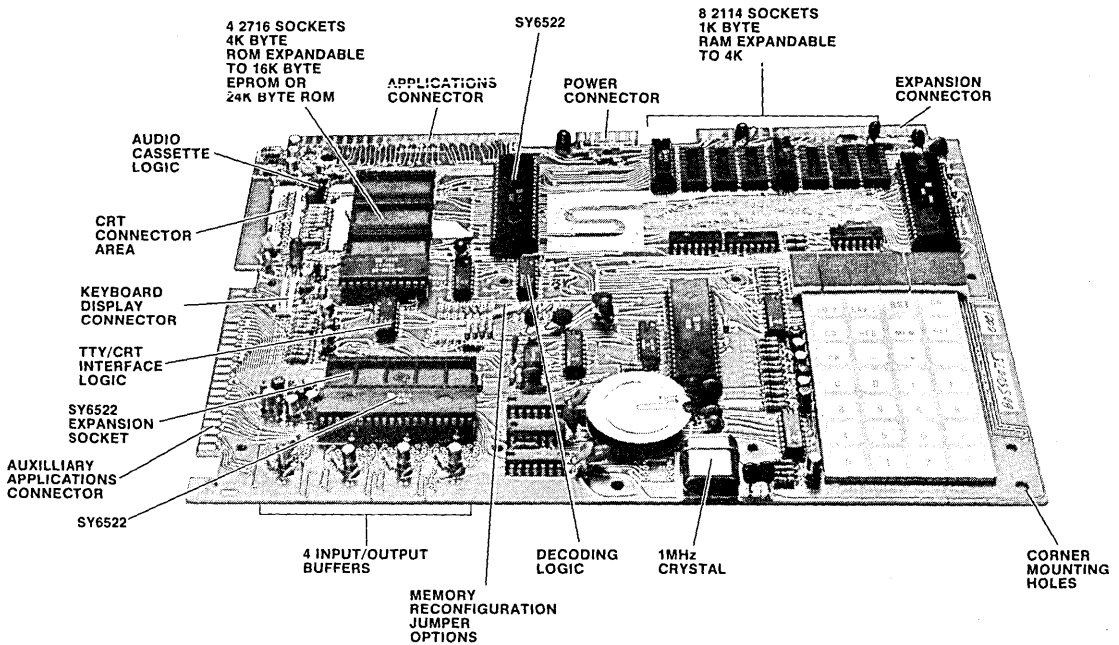 4 2716 SOCKETS
4K BYTE
ROM EXPANDABLE
TO 16K BYTE
EPROM OR
24K BYTE ROM
APPLICATIONS
CONNECTOR
SY6522
POWER
CONNECTOR
8 2114 SOCKETS
1K BYTE
RAM EXPANDABLE
TO 4K
EXPANSION
CONNECTOR
AUDIO
CASSETTE
LOGIC
CRT
CONNECTOR
AREA
KEYBOARD
DISPLAY
CONNECTOR
TTY/CRT
INTERFACE
LOGIC
SY6522
EXPANSION
SOCKET
AUXILLIARY
APPLICATIONS
CONNECTOR
SY6522
4 INPUT/OUTPUT
BUFFERS
MEMORY
RECONFIGURATION
JUMPER
OPTIONS
DECODING
LOGIC
1MHz
CRYSTAL
CORNER
MOUNTING
HOLES